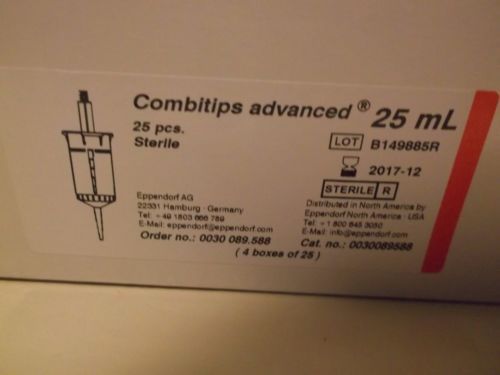 Combitips advanced® 25 mL
25 pcs.
Sterile
LOT B149885R
2017-12
STERILE R
Eppendorf AG
22331 Hamburg · Germany
Tel: +49 1803 666 789
E-Mail: eppendorf@eppendorf.com
Order no.: 0030 089.588
Distributed in North America by
Eppendorf North America · USA
Tel: +1 800 645 3050
E-Mail: info@eppendorf.com
Cat. no.: 0030089588
( 4 boxes of 25 )